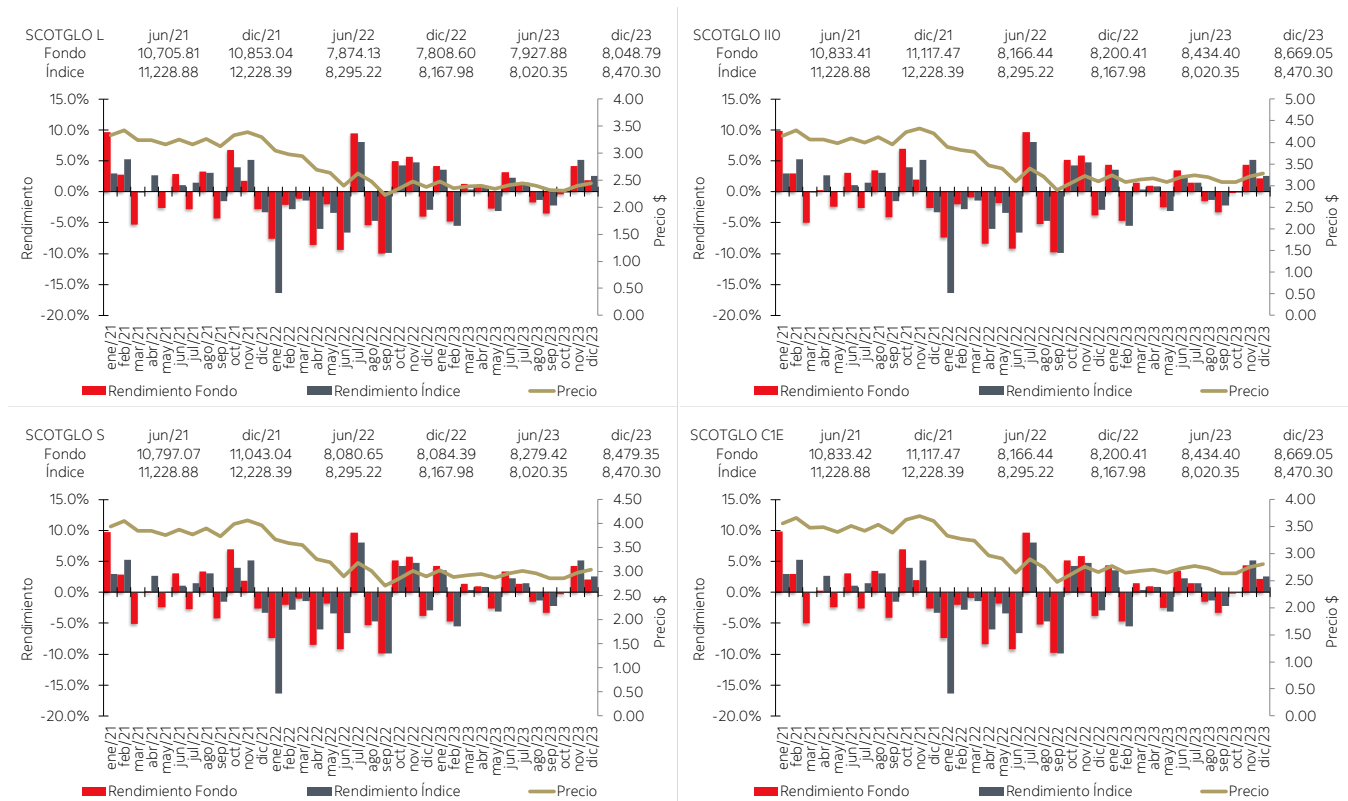 SCOTGLO L jun/21 dic/21 jun/22 dic/22 jun/23 dic/23
Fondo 10,705.81 10,853.04 7,874.13 7,808.60 7,927.88 8,048.79
Índice 11,228.88 12,228.39 8,295.22 8,167.98 8,020.35 8,470.30
15.0% 4.00
10.0% 3.50
5.0% 3.00
0.0% 2.50
-5.0% 2.00
-10.0% 1.50
-15.0% 1.00
-20.0% 0.50
0.00
Rendimiento
Precio $
ene/21 feb/21 mar/21 abr/21 may/21 jun/21 jul/21 ago/21 sep/21 oct/21 nov/21 dic/21 ene/22 feb/22 mar/22 abr/22 may/22 jun/22 jul/22 ago/22 sep/22 oct/22 nov/22 dic/22 ene/23 feb/23 mar/23 abr/23 may/23 jun/23 jul/23 ago/23 sep/23 oct/23 nov/23 dic/23
Rendimiento Fondo Rendimiento Índice Precio
SCOTGLO II0 jun/21 dic/21 jun/22 dic/22 jun/23 dic/23
Fondo 10,833.41 11,117.47 8,166.44 8,200.41 8,434.40 8,669.05
Índice 11,228.88 12,228.39 8,295.22 8,167.98 8,020.35 8,470.30
15.0% 5.00
10.0% 4.50
5.0% 4.00
0.0% 3.50
-5.0% 3.00
-10.0% 2.50
-15.0% 2.00
-20.0% 1.50
1.00
0.50
0.00
Rendimiento
Precio $
ene/21 feb/21 mar/21 abr/21 may/21 jun/21 jul/21 ago/21 sep/21 oct/21 nov/21 dic/21 ene/22 feb/22 mar/22 abr/22 may/22 jun/22 jul/22 ago/22 sep/22 oct/22 nov/22 dic/22 ene/23 feb/23 mar/23 abr/23 may/23 jun/23 jul/23 ago/23 sep/23 oct/23 nov/23 dic/23
Rendimiento Fondo Rendimiento Índice Precio
SCOTGLO S jun/21 dic/21 jun/22 dic/22 jun/23 dic/23
Fondo 10,797.07 11,043.04 8,080.65 8,084.39 8,279.42 8,479.35
Índice 11,228.88 12,228.39 8,295.22 8,167.98 8,020.35 8,470.30
15.0% 4.50
10.0% 4.00
5.0% 3.50
0.0% 3.00
-5.0% 2.50
-10.0% 2.00
-15.0% 1.50
-20.0% 1.00
0.50
0.00
Rendimiento
Precio $
ene/21 feb/21 mar/21 abr/21 may/21 jun/21 jul/21 ago/21 sep/21 oct/21 nov/21 dic/21 ene/22 feb/22 mar/22 abr/22 may/22 jun/22 jul/22 ago/22 sep/22 oct/22 nov/22 dic/22 ene/23 feb/23 mar/23 abr/23 may/23 jun/23 jul/23 ago/23 sep/23 oct/23 nov/23 dic/23
Rendimiento Fondo Rendimiento Índice Precio
SCOTGLO C1E jun/21 dic/21 jun/22 dic/22 jun/23 dic/23
Fondo 10,833.42 11,117.47 8,166.44 8,200.41 8,434.40 8,669.05
Índice 11,228.88 12,228.39 8,295.22 8,167.98 8,020.35 8,470.30
15.0% 4.00
10.0% 3.50
5.0% 3.00
0.0% 2.50
-5.0% 2.00
-10.0% 1.50
-15.0% 1.00
-20.0% 0.50
0.00
Rendimiento
Precio $
ene/21 feb/21 mar/21 abr/21 may/21 jun/21 jul/21 ago/21 sep/21 oct/21 nov/21 dic/21 ene/22 feb/22 mar/22 abr/22 may/22 jun/22 jul/22 ago/22 sep/22 oct/22 nov/22 dic/22 ene/23 feb/23 mar/23 abr/23 may/23 jun/23 jul/23 ago/23 sep/23 oct/23 nov/23 dic/23
Rendimiento Fondo Rendimiento Índice Precio